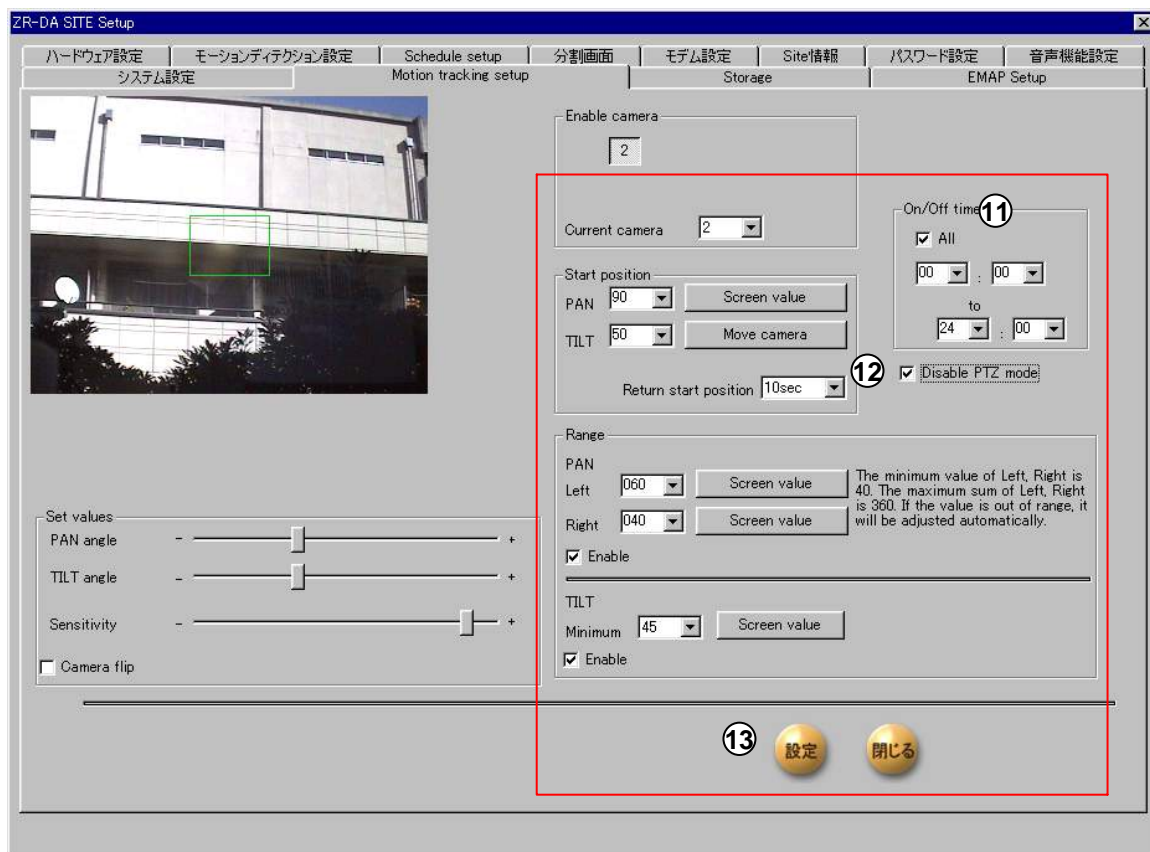 ZR-DA SITE Setup
ハードウェア設定
モーションディテクション設定
Schedule setup
分割画面
モデム設定
Site情報
パスワード設定
音声機能設定
システム設定
Motion tracking setup
Storage
EMAP Setup
Enable camera
2
Current camera
2
On/Off time
11
All
00 : 00
to
24 : 00
Start position
PAN 90 Screen value
TILT 50 Move camera
Return start position 10sec
12
Disable PTZ mode
Range
PAN
Left 060 Screen value
Right 040 Screen value
The minimum value of Left, Right is
40. The maximum sum of Left, Right
is 360. If the value is out of range, it
will be adjusted automatically.
Enable
TILT
Minimum 45 Screen value
Enable
Set values
PAN angle - +
TILT angle - +
Sensitivity - +
Camera flip
13
設定
閉じる